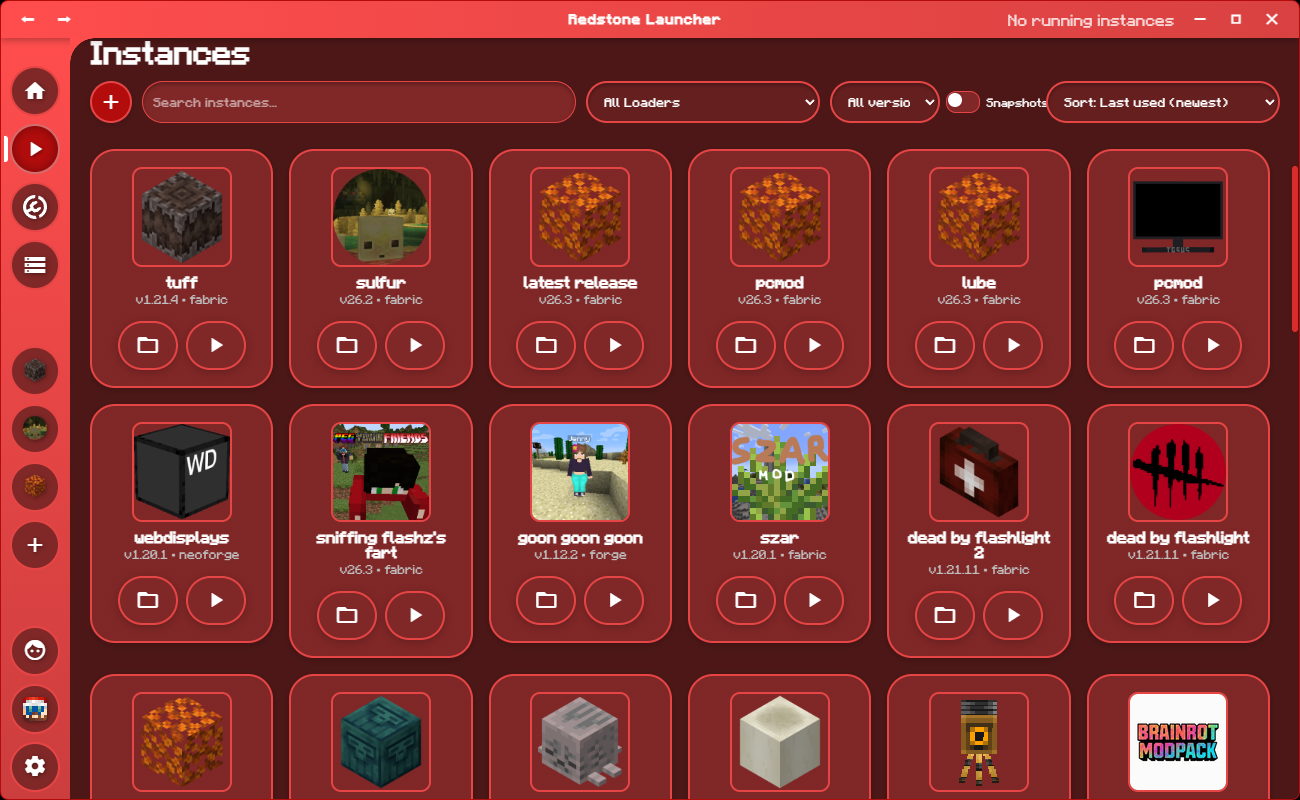 Redstone Launcher
No running instances
Instances
Search instances...
All Loaders
All versio
Snapshots
Sort: Last used (newest)
tuff
v1.21.4 • fabric
sulfur
v26.2 • fabric
latest release
v26.3 • fabric
pcmod
v26.3 • fabric
lube
v26.3 • fabric
pcmod
v26.3 • fabric
WD
webdisplays
v1.20.1 • neoforge
FRIENDS
sniffing flashz's
fart
v26.3 • fabric
Jenny
goon goon goon
v1.12.2 • forge
SZAR
MOD
szar
v1.20.1 • fabric
dead by flashlight
2
v1.21.11 • fabric
dead by flashlight
v1.21.11 • fabric
BRAINROT
MODPACK